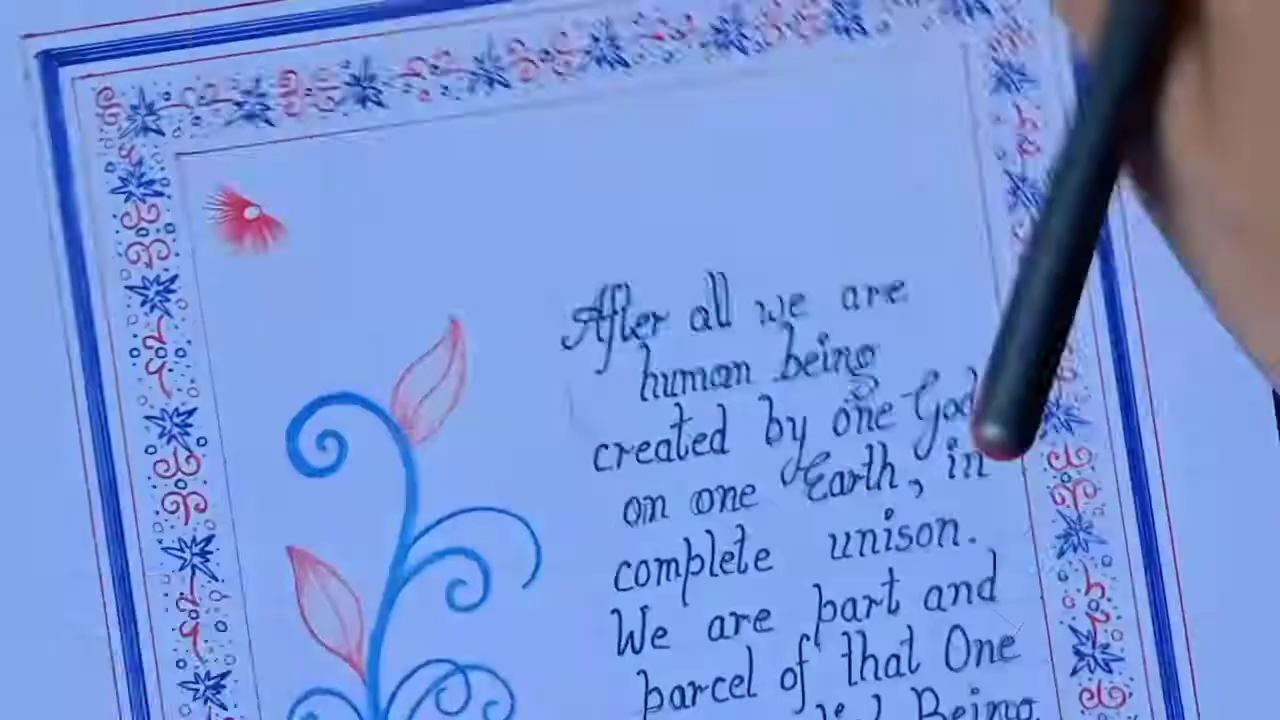 After all we are
human being
created by one God
on one Earth, in
complete unison.
We are part and
parcel of that One
Being